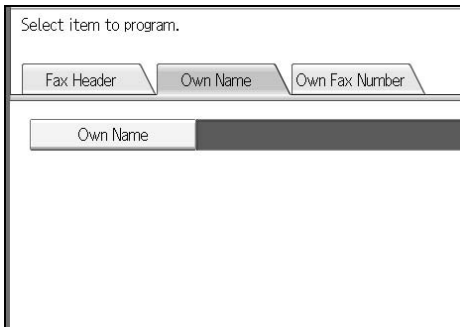 Select item to program.
Fax Header Own Name Own Fax Number
Own Name